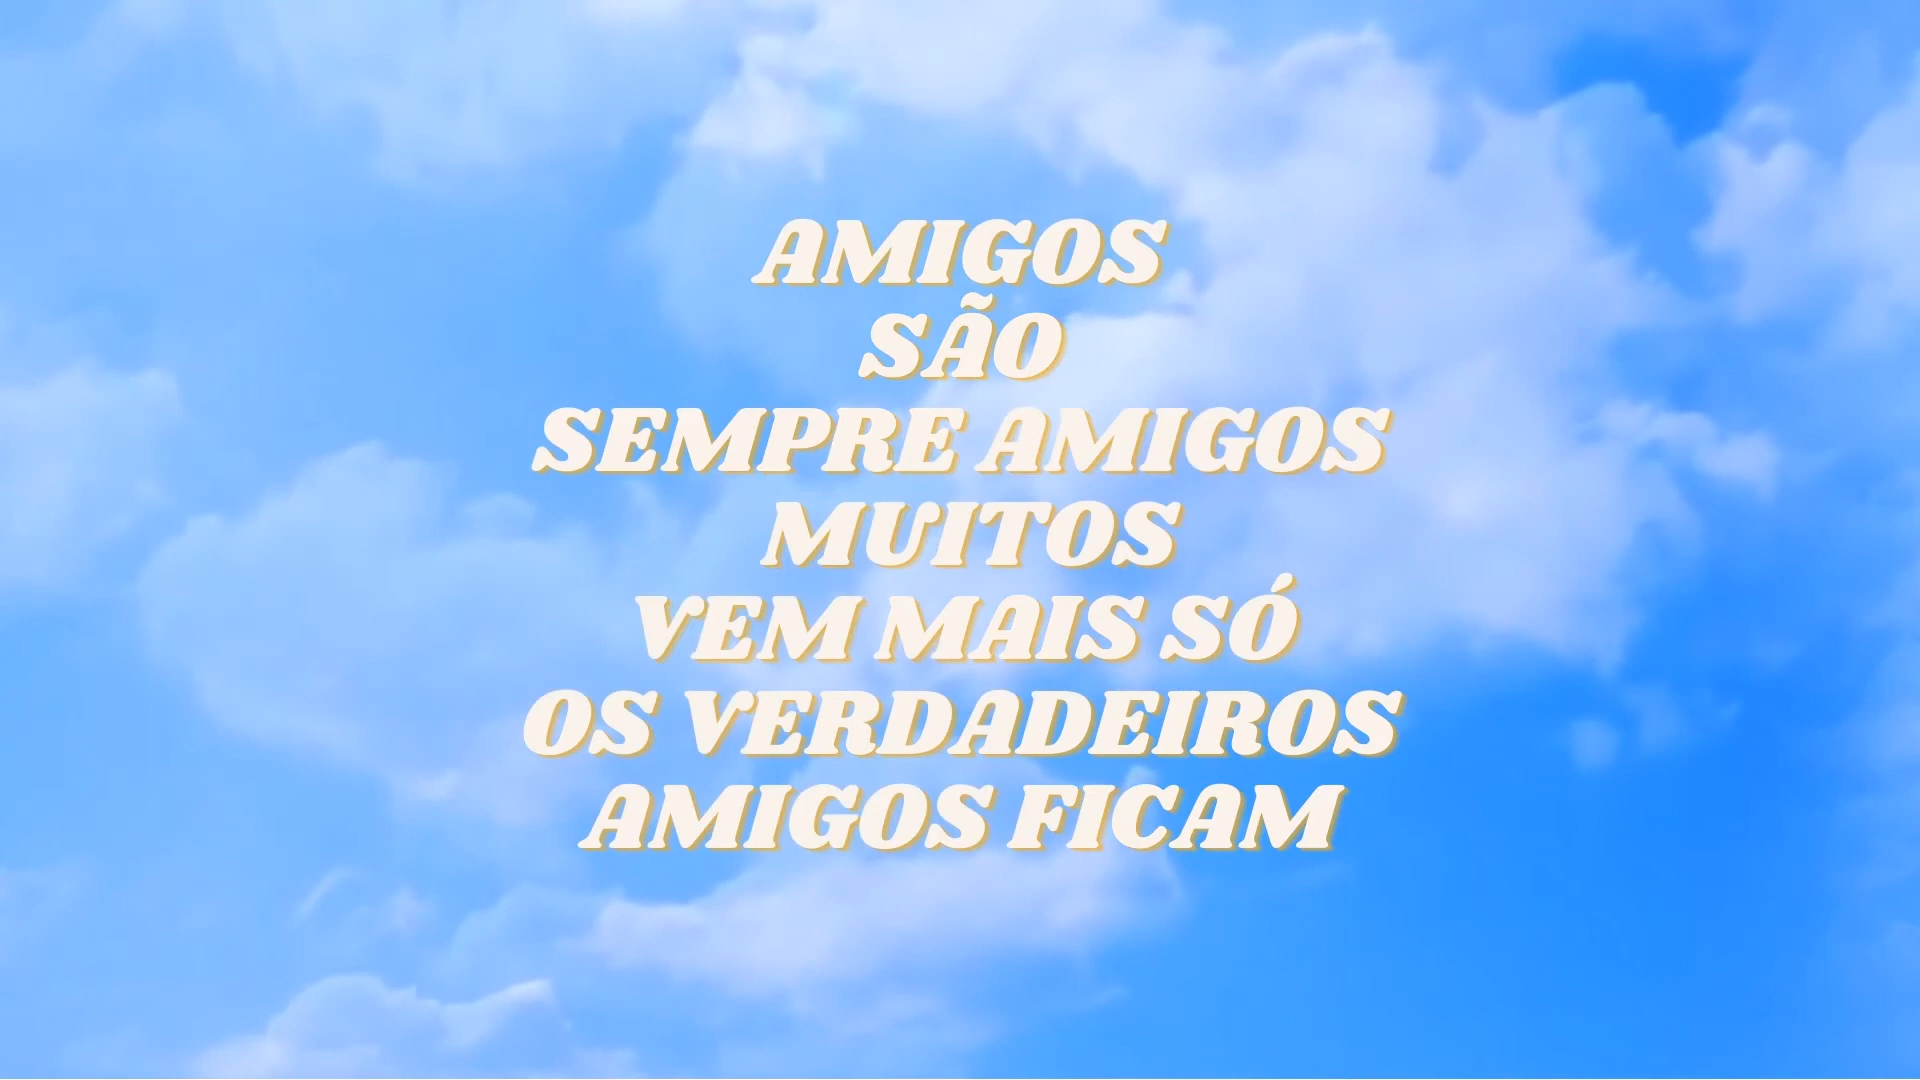 AMIGOS
SÃO
SEMPRE AMIGOS
MUITOS
VEM MAIS SÓ
OS VERDADEIROS
AMIGOS FICAM